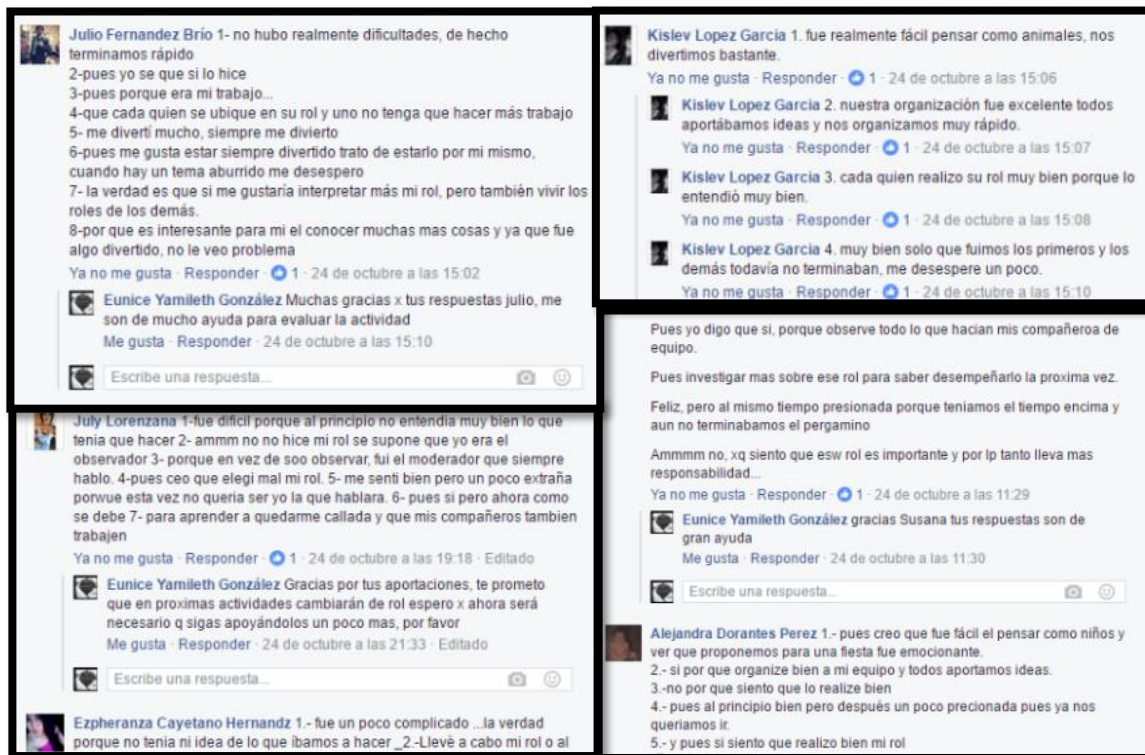 Julio Fernandez Brío 1- no hubo realmente dificultades, de hecho
terminamos rápido
2-pues yo se que si lo hice
3-pues porque era mi trabajo...
4-que cada quien se ubique en su rol y uno no tenga que hacer más trabajo
5- me divertí mucho, siempre me divierto
6-pues me gusta estar siempre divertido trato de estarlo por mi mismo,
cuando hay un tema aburrido me desespero
7- la verdad es que si me gustaría interpretar más mi rol, pero también vivir los
roles de los demás.
8-por que es interesante para mi el conocer muchas mas cosas y ya que fue
algo divertido, no le veo problema
Ya no me gusta · Responder · 1 · 24 de octubre a las 15:02
Eunice Yamileth González Muchas gracias x tus respuestas julio, me
son de mucho ayuda para evaluar la actividad
Me gusta · Responder · 24 de octubre a las 15:10
Escribe una respuesta...
Kislev Lopez Garcia 1. fue realmente fácil pensar como animales, nos
divertimos bastante.
Ya no me gusta · Responder · 1 · 24 de octubre a las 15:06
Kislev Lopez Garcia 2. nuestra organización fue excelente todos
aportábamos ideas y nos organizamos muy rápido.
Ya no me gusta · Responder · 1 · 24 de octubre a las 15:07
Kislev Lopez Garcia 3. cada quien realizo su rol muy bien porque lo
entendió muy bien.
Ya no me gusta · Responder · 1 · 24 de octubre a las 15:08
Kislev Lopez Garcia 4. muy bien solo que fuimos los primeros y los
demás todavía no terminaban, me desespere un poco.
Ya no me gusta · Responder · 1 · 24 de octubre a las 15:10
July Lorenzana 1-fue dificil porque al principio no entendia muy bien lo que
tenia que hacer 2- ammm no no hice mi rol se supone que yo era el
observador 3- porque en vez de soo observar, fui el moderador que siempre
hablo. 4-pues ceo que elegi mal mi rol. 5- me senti bien pero un poco extraña
porwue esta vez no queria ser yo la que hablara. 6- pues si pero ahora como
se debe 7- para aprender a quedarme callada y que mis compañeros tambien
trabajen
Ya no me gusta · Responder · 1 · 24 de octubre a las 19:18 · Editado
Eunice Yamileth González Gracias por tus aportaciones, te prometo
que en proximas actividades cambiarán de rol espero x ahora será
necesario q sigas apoyándolos un poco mas, por favor
Me gusta · Responder · 24 de octubre a las 21:33 · Editado
Escribe una respuesta...
Ezpheranza Cayetano Hernandz 1.- fue un poco complicado ...la verdad
porque no tenia ni idea de lo que íbamos a hacer _2.-Llevè a cabo mi rol o al
Pues yo digo que si, porque observe todo lo que hacian mis compañeroa de
equipo.
Pues investigar mas sobre ese rol para saber desempeñarlo la proxima vez.
Feliz, pero al mismo tiempo presionada porque teniamos el tiempo encima y
aun no terminabamos el pergamino
Ammmm no, xq siento que esw rol es importante y por lp tanto lleva mas
responsabilidad...
Ya no me gusta · Responder · 1 · 24 de octubre a las 11:29
Eunice Yamileth González gracias Susana tus respuestas son de
gran ayuda
Me gusta · Responder · 24 de octubre a las 11:30
Escribe una respuesta...
Alejandra Dorantes Perez 1.- pues creo que fue fácil el pensar como niños y
ver que proponemos para una fiesta fue emocionante.
2.- si por que organize bien a mi equipo y todos aportamos ideas.
3.-no por que siento que lo realize bien
4.- pues al principio bien pero después un poco precionada pues ya nos
queriamos ir.
5.- y pues si siento que realizo bien mi rol